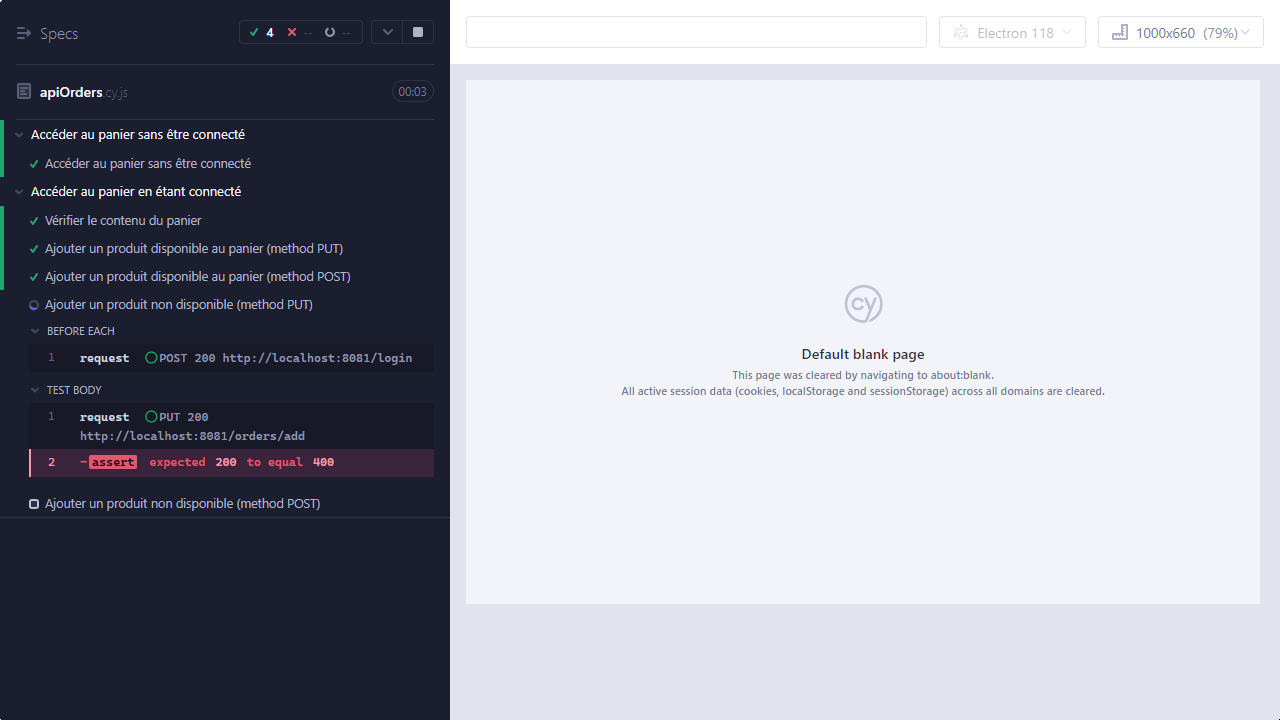 Specs
4 -- --
apiOrders.cy.js
00:03
Accéder au panier sans être connecté
Accéder au panier sans être connecté
Accéder au panier en étant connecté
Vérifier le contenu du panier
Ajouter un produit disponible au panier (method PUT)
Ajouter un produit disponible au panier (method POST)
Ajouter un produit non disponible (method PUT)
BEFORE EACH
1 request POST 200 http://localhost:8081/login
TEST BODY
1 request PUT 200
http://localhost:8081/orders/add
2 -assert expected 200 to equal 400
Ajouter un produit non disponible (method POST)
Electron 118
1000x660 (79%)
cy
Default blank page
This page was cleared by navigating to about:blank.
All active session data (cookies, localStorage and sessionStorage) across all domains are cleared.